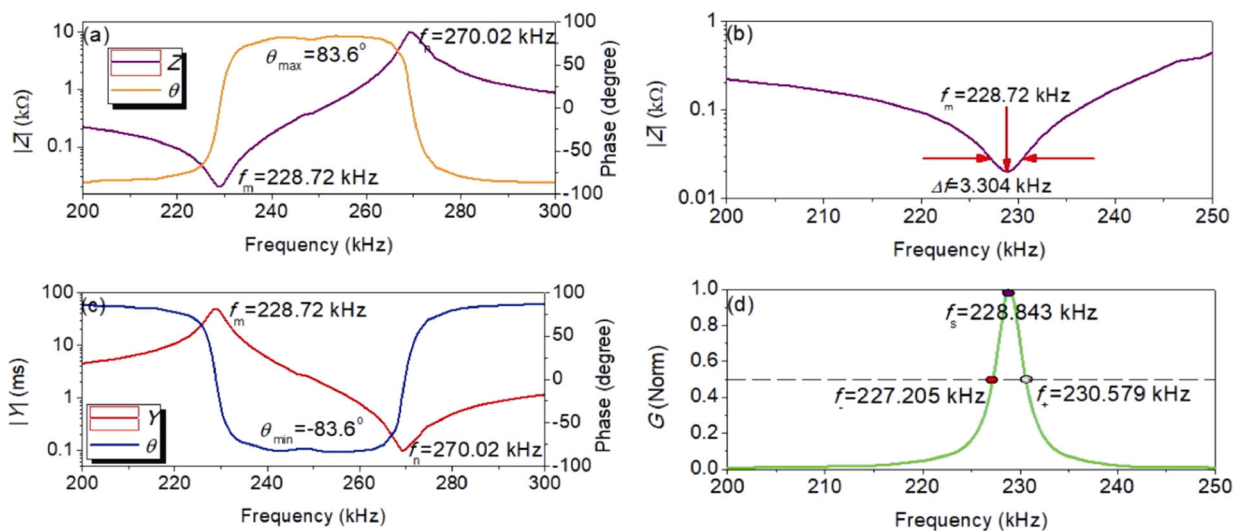 (a)
|Z| (kΩ)
10
1
0.1
100
50
0
-50
-100
Phase (degree)
Z
θ
θmax=83.6°
fn=270.02 kHz
fm=228.72 kHz
200 220 240 260 280 300
Frequency (kHz)
(b)
|Z| (kΩ)
1
0.1
0.01
fm=228.72 kHz
Δf=3.304 kHz
200 210 220 230 240 250
Frequency (kHz)
(c)
|Y| (ms)
100
10
1
0.1
100
50
0
-50
-100
Phase (degree)
fm=228.72 kHz
Y
θ
θmin=-83.6°
fn=270.02 kHz
200 220 240 260 280 300
Frequency (kHz)
(d)
G (Norm)
1.0
0.8
0.6
0.4
0.2
0.0
fs=228.843 kHz
f-=227.205 kHz
f+=230.579 kHz
200 210 220 230 240 250
Frequency (kHz)